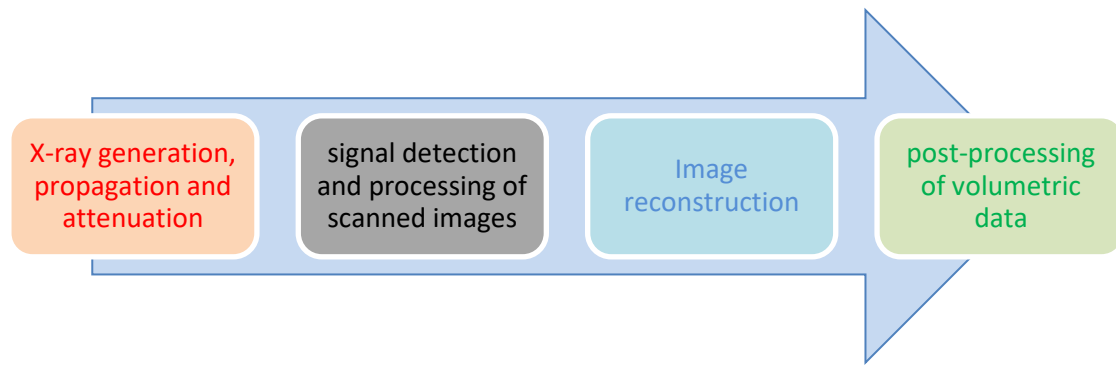 X-ray generation,
propagation and
attenuation
signal detection
and processing of
scanned images
Image
reconstruction
post-processing
of volumetric
data